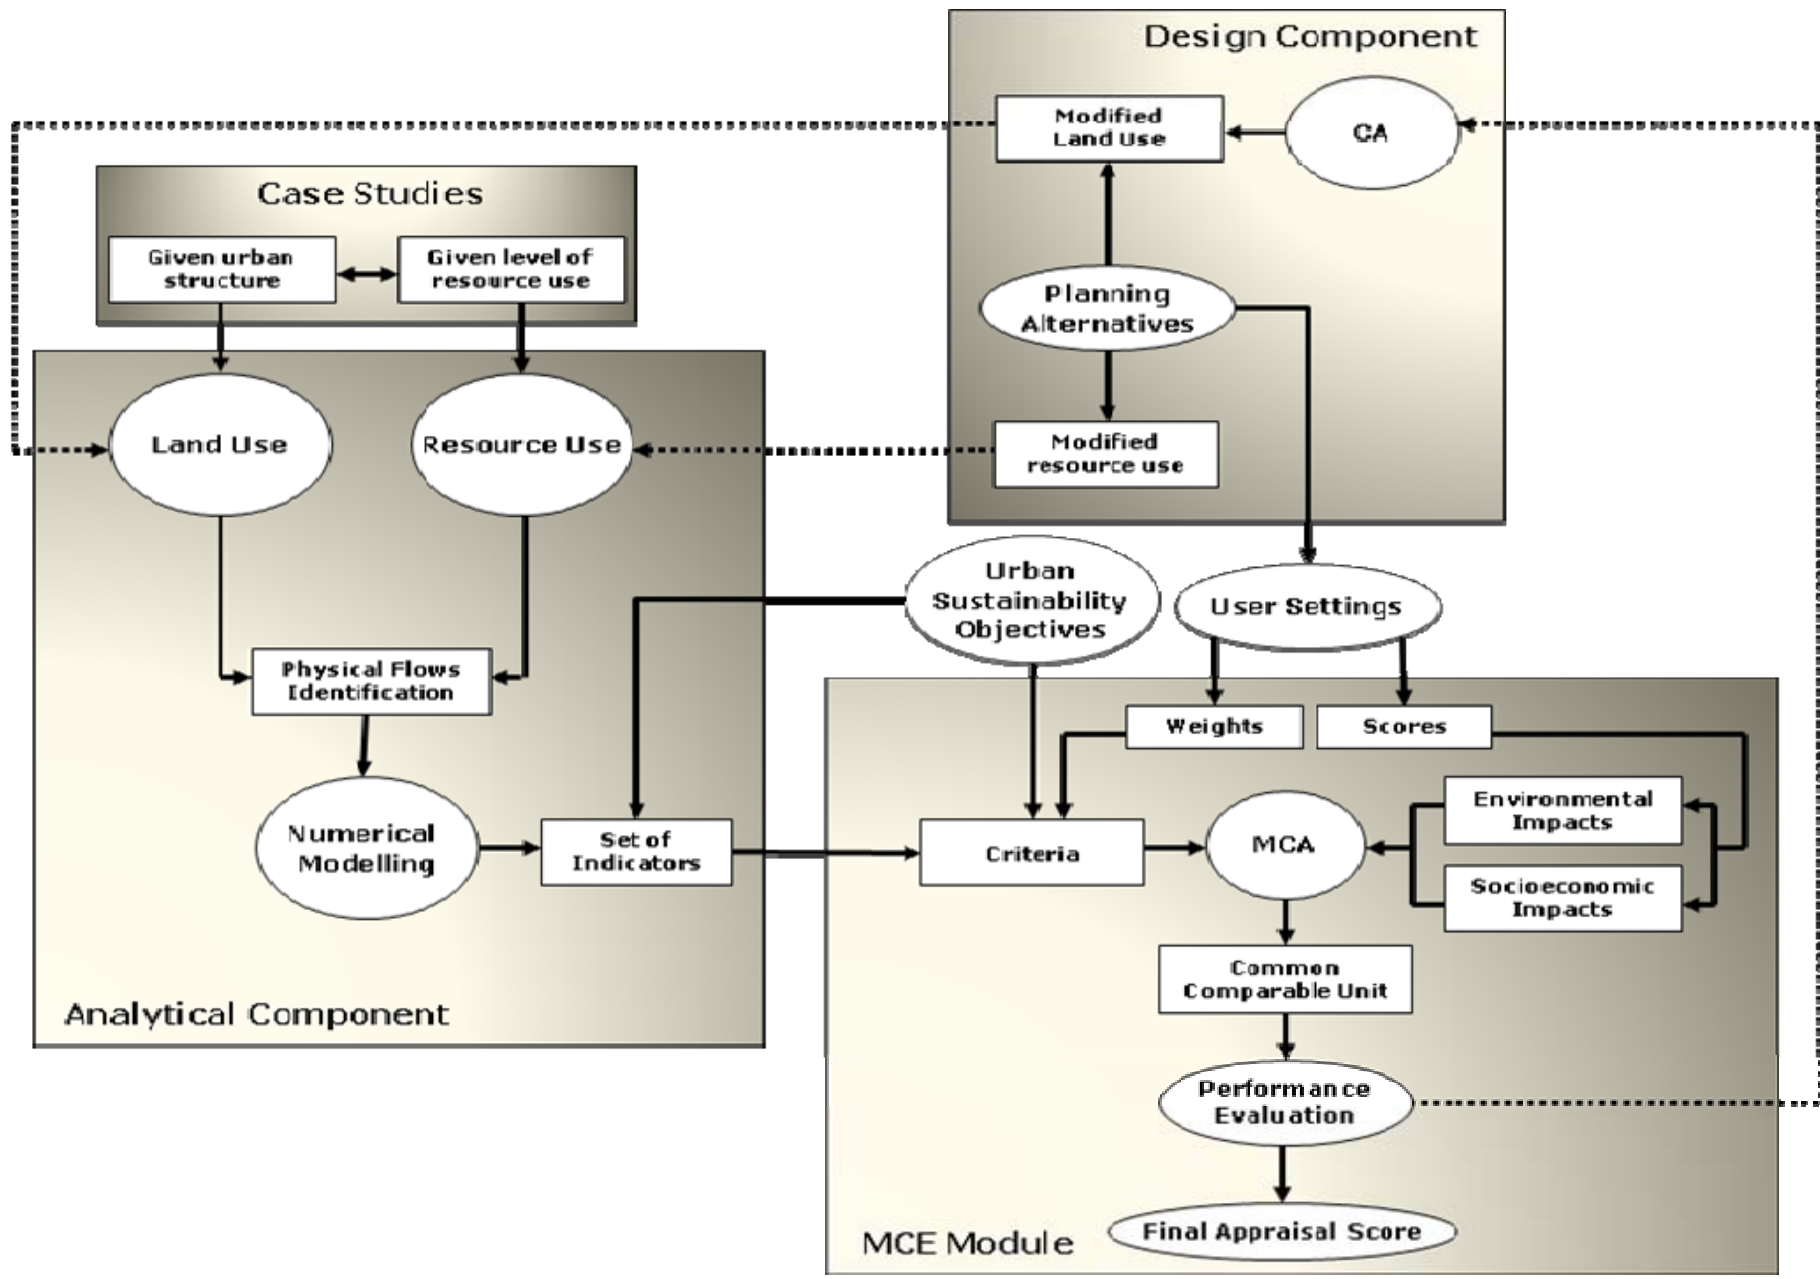 Design Component
Modified
Land Use
CA
Case Studies
Given urban
structure
Given level of
resource use
Planning
Alternatives
Land Use
Resource Use
Modified
resource use
Urban
Sustainability
Objectives
User Settings
Physical Flows
Identification
Weights
Scores
Numerical
Modelling
Set of
Indicators
Criteria
MCA
Environmental
Impacts
Socioeconomic
Impacts
Common
Comparable Unit
Analytical Component
Performance
Evaluation
Final Appraisal Score
MCE Module